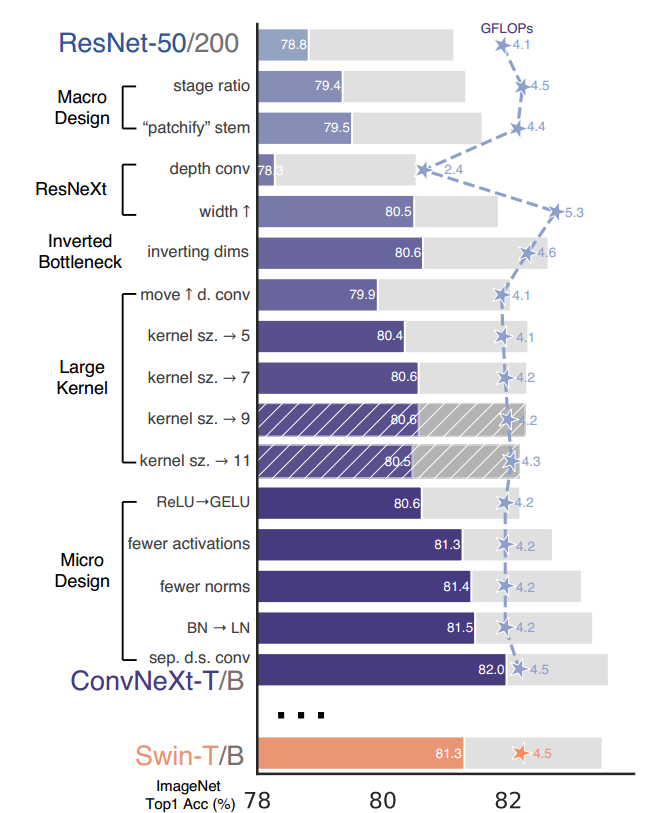 GFLOPs
ResNet-50/200 78.8 4.1
stage ratio 79.4 4.5
Macro
Design
"patchify" stem 79.5 4.4
depth conv 78.3 2.4
ResNeXt
width ↑ 80.5 5.3
Inverted
Bottleneck
inverting dims 80.6 4.6
move ↑ d. conv 79.9 4.1
kernel sz. → 5 80.4 4.1
Large
Kernel
kernel sz. → 7 80.6 4.2
kernel sz. → 9 80.6 4.2
kernel sz. → 11 80.5 4.3
ReLU→GELU 80.6 4.2
fewer activations 81.3 4.2
Micro
Design
fewer norms 81.4 4.2
BN → LN 81.5 4.2
sep. d.s. conv 82.0 4.5
ConvNeXt-T/B
...
Swin-T/B 81.3 4.5
ImageNet
Top1 Acc (%) 78 80 82